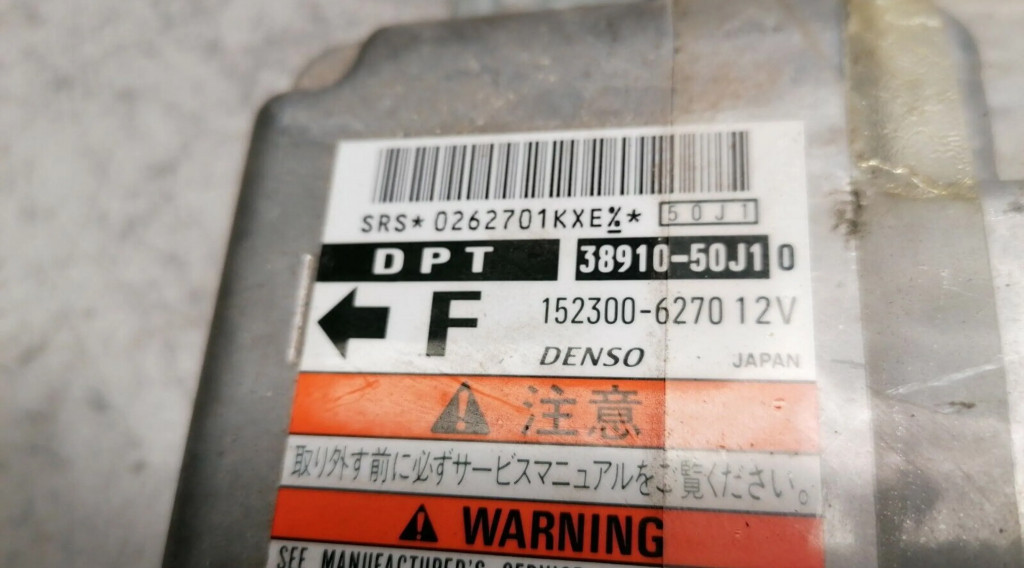 SRS*0262701KXE%* 50J1
DPT 38910-50J10
F 152300-6270 12V
DENSO JAPAN
注意
取り外す前に必ずサービスマニュアルをご覧ください。
WARNING
SEE MANUFACTURER'S